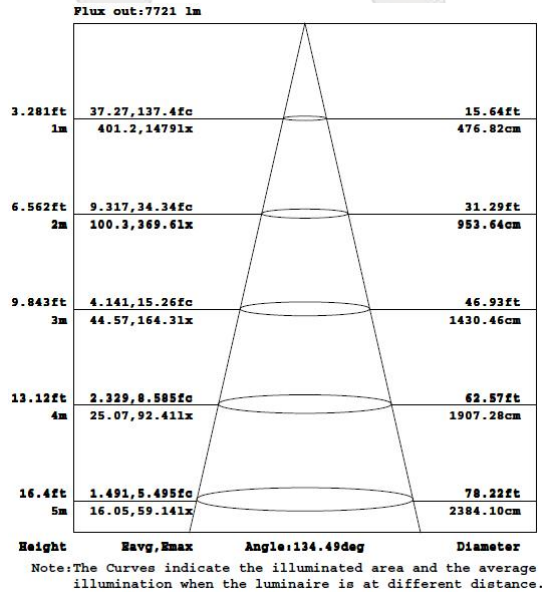 Flux out:7721 lm
3.281ft 37.27,137.4fc 15.64ft
1m 401.2,1479lx 476.82cm
6.562ft 9.317,34.34fc 31.29ft
2m 100.3,369.6lx 953.64cm
9.843ft 4.141,15.26fc 46.93ft
3m 44.57,164.3lx 1430.46cm
13.12ft 2.329,8.585fc 62.57ft
4m 25.07,92.41lx 1907.28cm
16.4ft 1.491,5.495fc 78.22ft
5m 16.05,59.14lx 2384.10cm
Height Eavg,Emax Angle:134.49deg Diameter
Note:The Curves indicate the illuminated area and the average
illumination when the luminaire is at different distance.